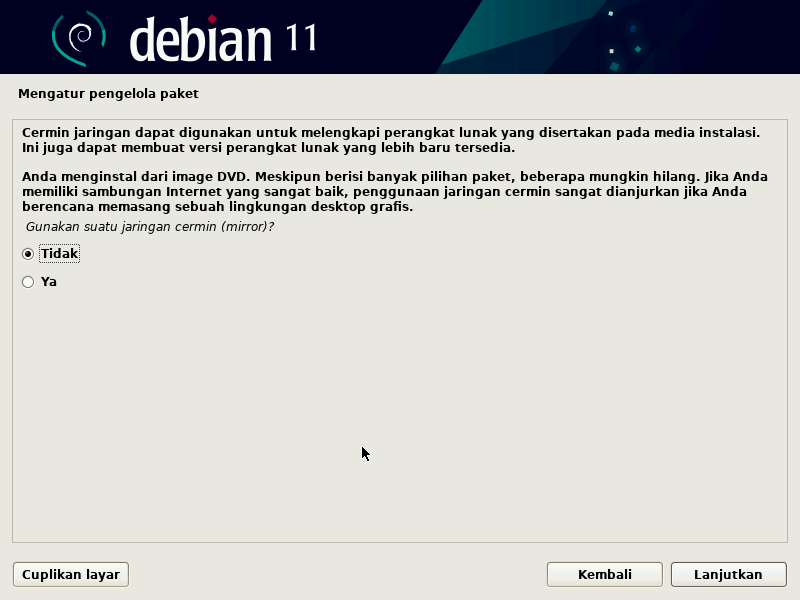 debian 11
Mengatur pengelola paket
Cermin jaringan dapat digunakan untuk melengkapi perangkat lunak yang disertakan pada media instalasi.
Ini juga dapat membuat versi perangkat lunak yang lebih baru tersedia.
Anda menginstal dari image DVD. Meskipun berisi banyak pilihan paket, beberapa mungkin hilang. Jika Anda
memiliki sambungan Internet yang sangat baik, penggunaan jaringan cermin sangat dianjurkan jika Anda
berencana memasang sebuah lingkungan desktop grafis.
Gunakan suatu jaringan cermin (mirror)?
Tidak
Ya
Cuplikan layar
Kembali
Lanjutkan